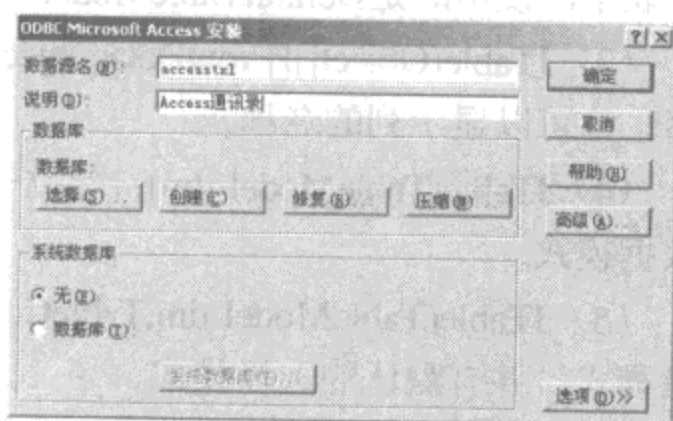 ODBC Microsoft Access 安装
数据源名(N): accesstxl
说明(D): Access通讯录
数据库
数据库:
选择(S)... 创建(C)... 修复(R)... 压缩(M)...
系统数据库
无(E)
数据库(T):
系统数据库(Y)...
确定
取消
帮助(H)
高级(A)...
选项(O)>>